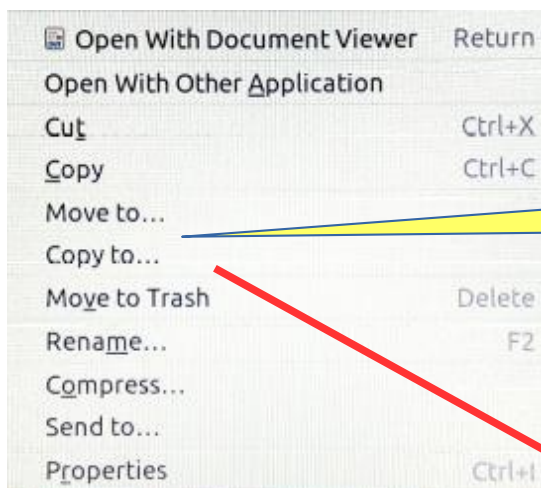 Open With Document Viewer Return
Open With Other Application
Cut Ctrl+X
Copy Ctrl+C
Move to...
Copy to...
Move to Trash Delete
Rename... F2
Compress...
Send to...
Properties Ctrl+I